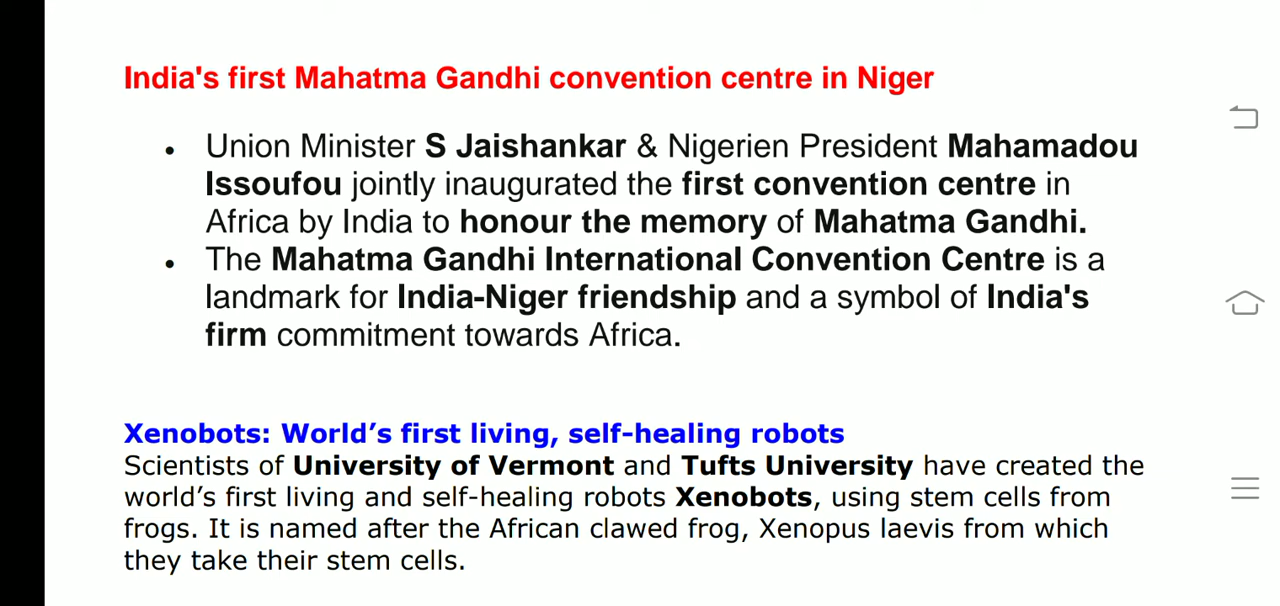 India's first Mahatma Gandhi convention centre in Niger
• Union Minister S Jaishankar & Nigerien President Mahamadou
Issoufou jointly inaugurated the first convention centre in
Africa by India to honour the memory of Mahatma Gandhi.
• The Mahatma Gandhi International Convention Centre is a
landmark for India-Niger friendship and a symbol of India's
firm commitment towards Africa.
Xenobots: World’s first living, self-healing robots
Scientists of University of Vermont and Tufts University have created the
world’s first living and self-healing robots Xenobots, using stem cells from
frogs. It is named after the African clawed frog, Xenopus laevis from which
they take their stem cells.